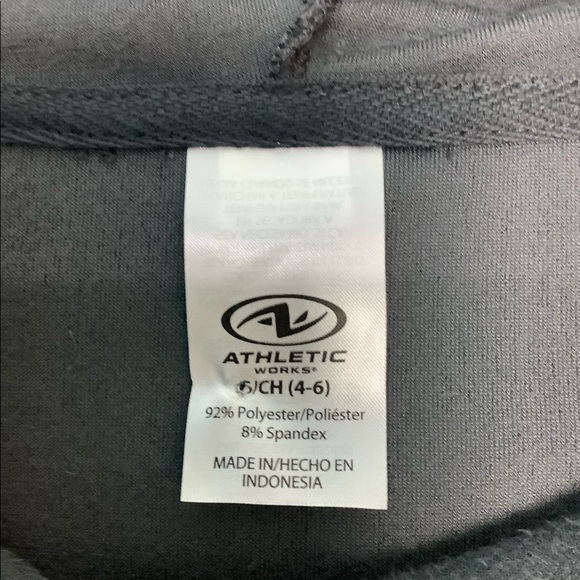 ATHLETIC
WORKS®
S/CH (4-6)
92% Polyester/Poliéster
8% Spandex
MADE IN/HECHO EN
INDONESIA